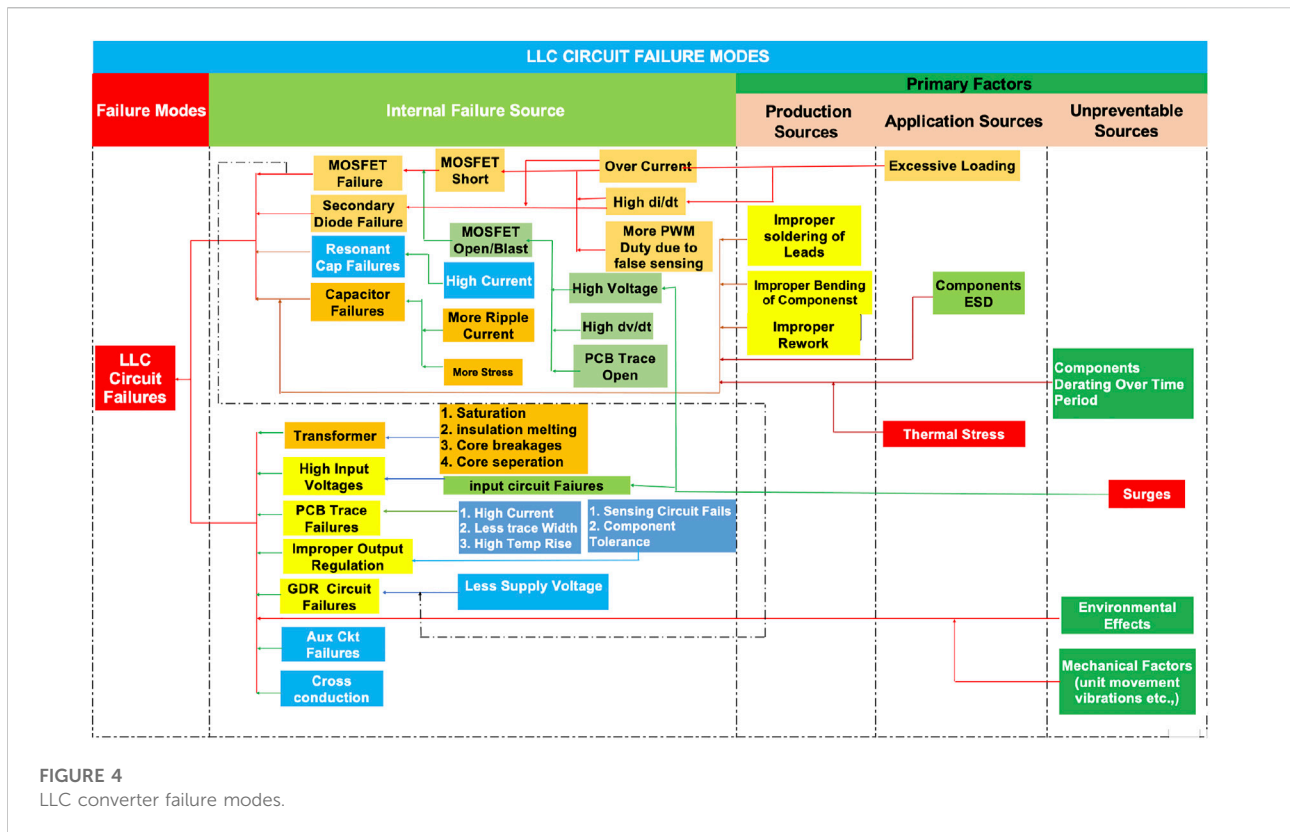 LLC CIRCUIT FAILURE MODES
Primary Factors
Failure Modes
Internal Failure Source
Production
Sources
Application Sources
Unpreventable
Sources
MOSFET
Failure
MOSFET
Short
Over Current
Excessive Loading
Secondary
Diode Failure
High di/dt
MOSFET
Open/Blast
More PWM
Duty due to
false sensing
Improper
soldering of
Leads
Resonant
Cap Failures
High Current
High Voltage
Improper Bending
of Componenst
Components
ESD
Capacitor
Failures
More Ripple
Current
High dv/dt
Improper
Rework
More Stress
PCB Trace
Open
LLC
Circuit
Failures
Components
Derating Over Time
Period
Transformer
1. Saturation
2. insulation melting
3. Core breakages
4. Core seperation
Thermal Stress
High Input
Voltages
input circuit Faiures
Surges
PCB Trace
Failures
1. High Current
2. Less trace Width
3. High Temp Rise
1. Sensing Circuit Fails
2. Component
Tolerance
Improper Output
Regulation
GDR Circuit
Failures
Less Supply Voltage
Environmental
Effects
Aux Ckt
Failures
Mechanical Factors
(unit movement
vibrations etc.,)
Cross
conduction
FIGURE 4
LLC converter failure modes.